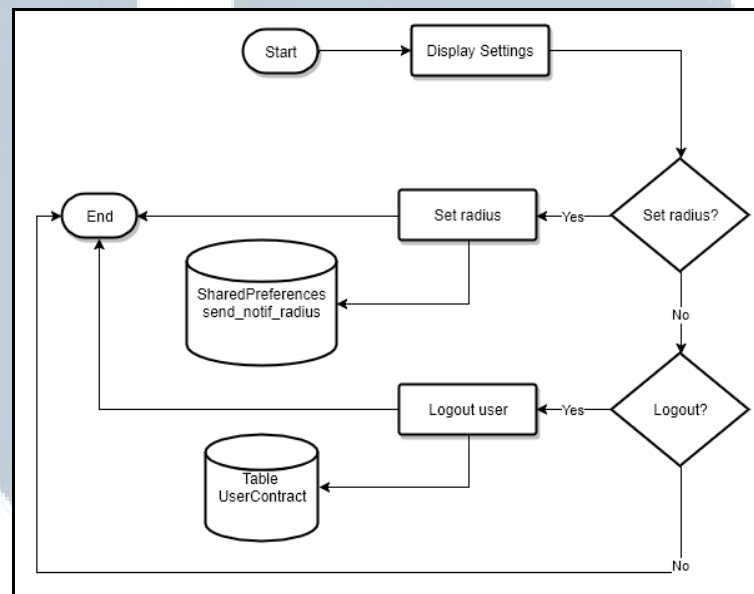 Start
Display Settings
End
Set radius
Yes
Set radius?
SharedPreferences
send_notif_radius
No
Logout user
Yes
Logout?
Table
UserContract
No